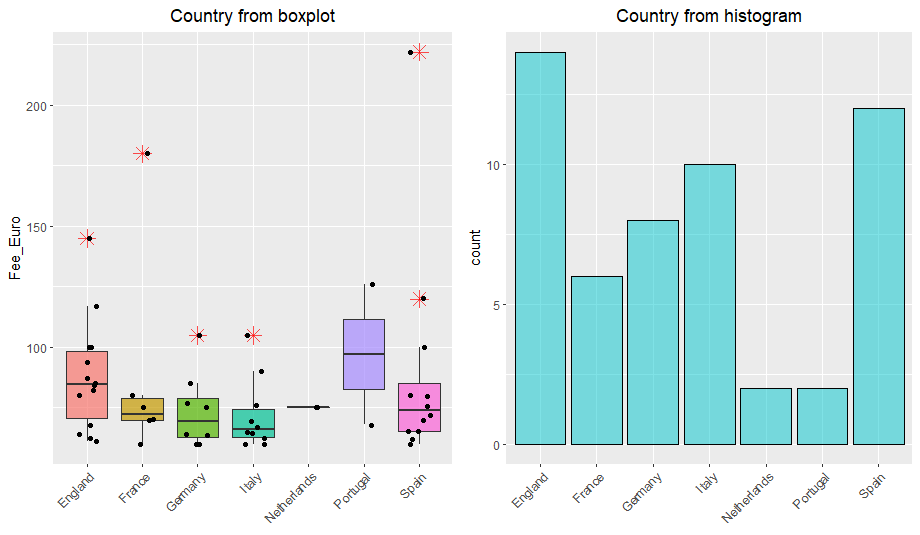 Country from boxplot
Fee_Euro
200
150
100
England
France
Germany
Italy
Netherlands
Portugal
Spain
Country from histogram
count
10
5
0
England
France
Germany
Italy
Netherlands
Portugal
Spain